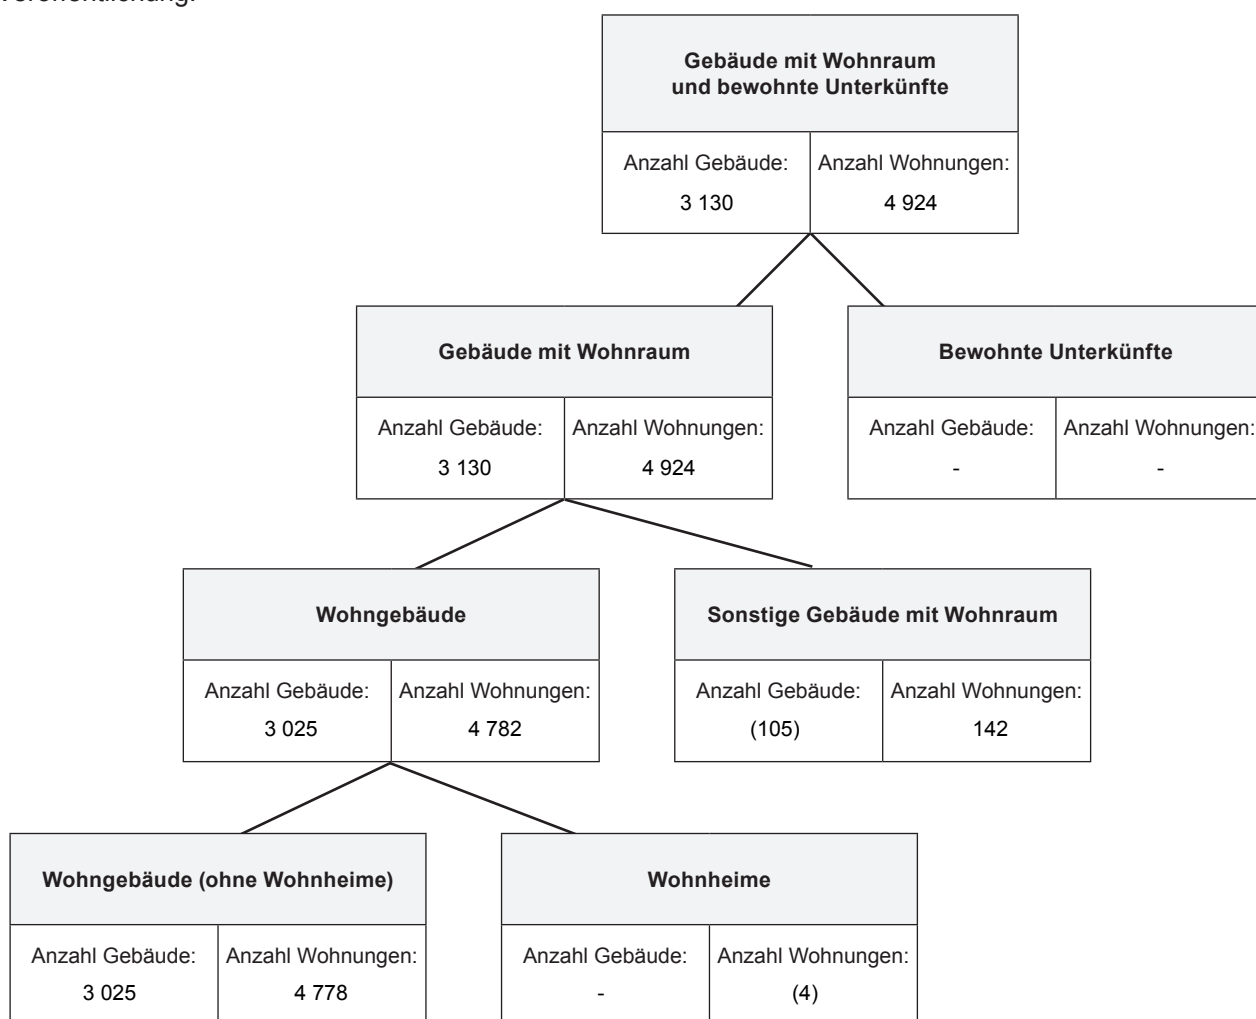 Veröffentlichung.
Gebäude mit Wohnraum
und bewohnte Unterkünfte
Anzahl Gebäude: Anzahl Wohnungen:
3 130 4 924
Gebäude mit Wohnraum Bewohnte Unterkünfte
Anzahl Gebäude: Anzahl Wohnungen: Anzahl Gebäude: Anzahl Wohnungen:
3 130 4 924 - -
Wohngebäude Sonstige Gebäude mit Wohnraum
Anzahl Gebäude: Anzahl Wohnungen: Anzahl Gebäude: Anzahl Wohnungen:
3 025 4 782 (105) 142
Wohngebäude (ohne Wohnheime) Wohnheime
Anzahl Gebäude: Anzahl Wohnungen: Anzahl Gebäude: Anzahl Wohnungen:
3 025 4 778 - (4)